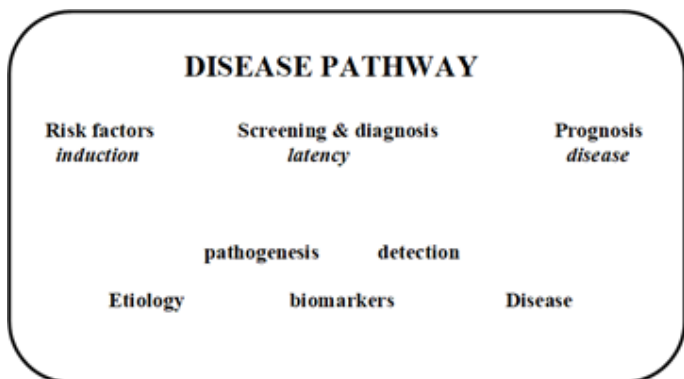 DISEASE PATHWAY
Risk factors Screening & diagnosis Prognosis
induction latency disease
pathogenesis detection
Etiology biomarkers Disease